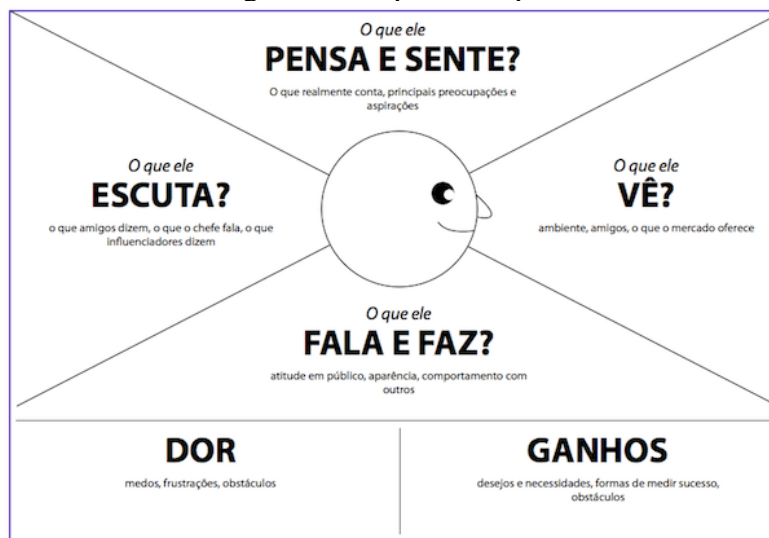 O que ele
PENSA E SENTE?
O que realmente conta, principais preocupações e
aspirações
O que ele
ESCUTA?
o que amigos dizem, o que o chefe fala, o que
influenciadores dizem
O que ele
VÊ?
ambiente, amigos, o que o mercado oferece
O que ele
FALA E FAZ?
atitude em público, aparência, comportamento com
outros
DOR
medos, frustrações, obstáculos
GANHOS
desejos e necessidades, formas de medir sucesso,
obstáculos